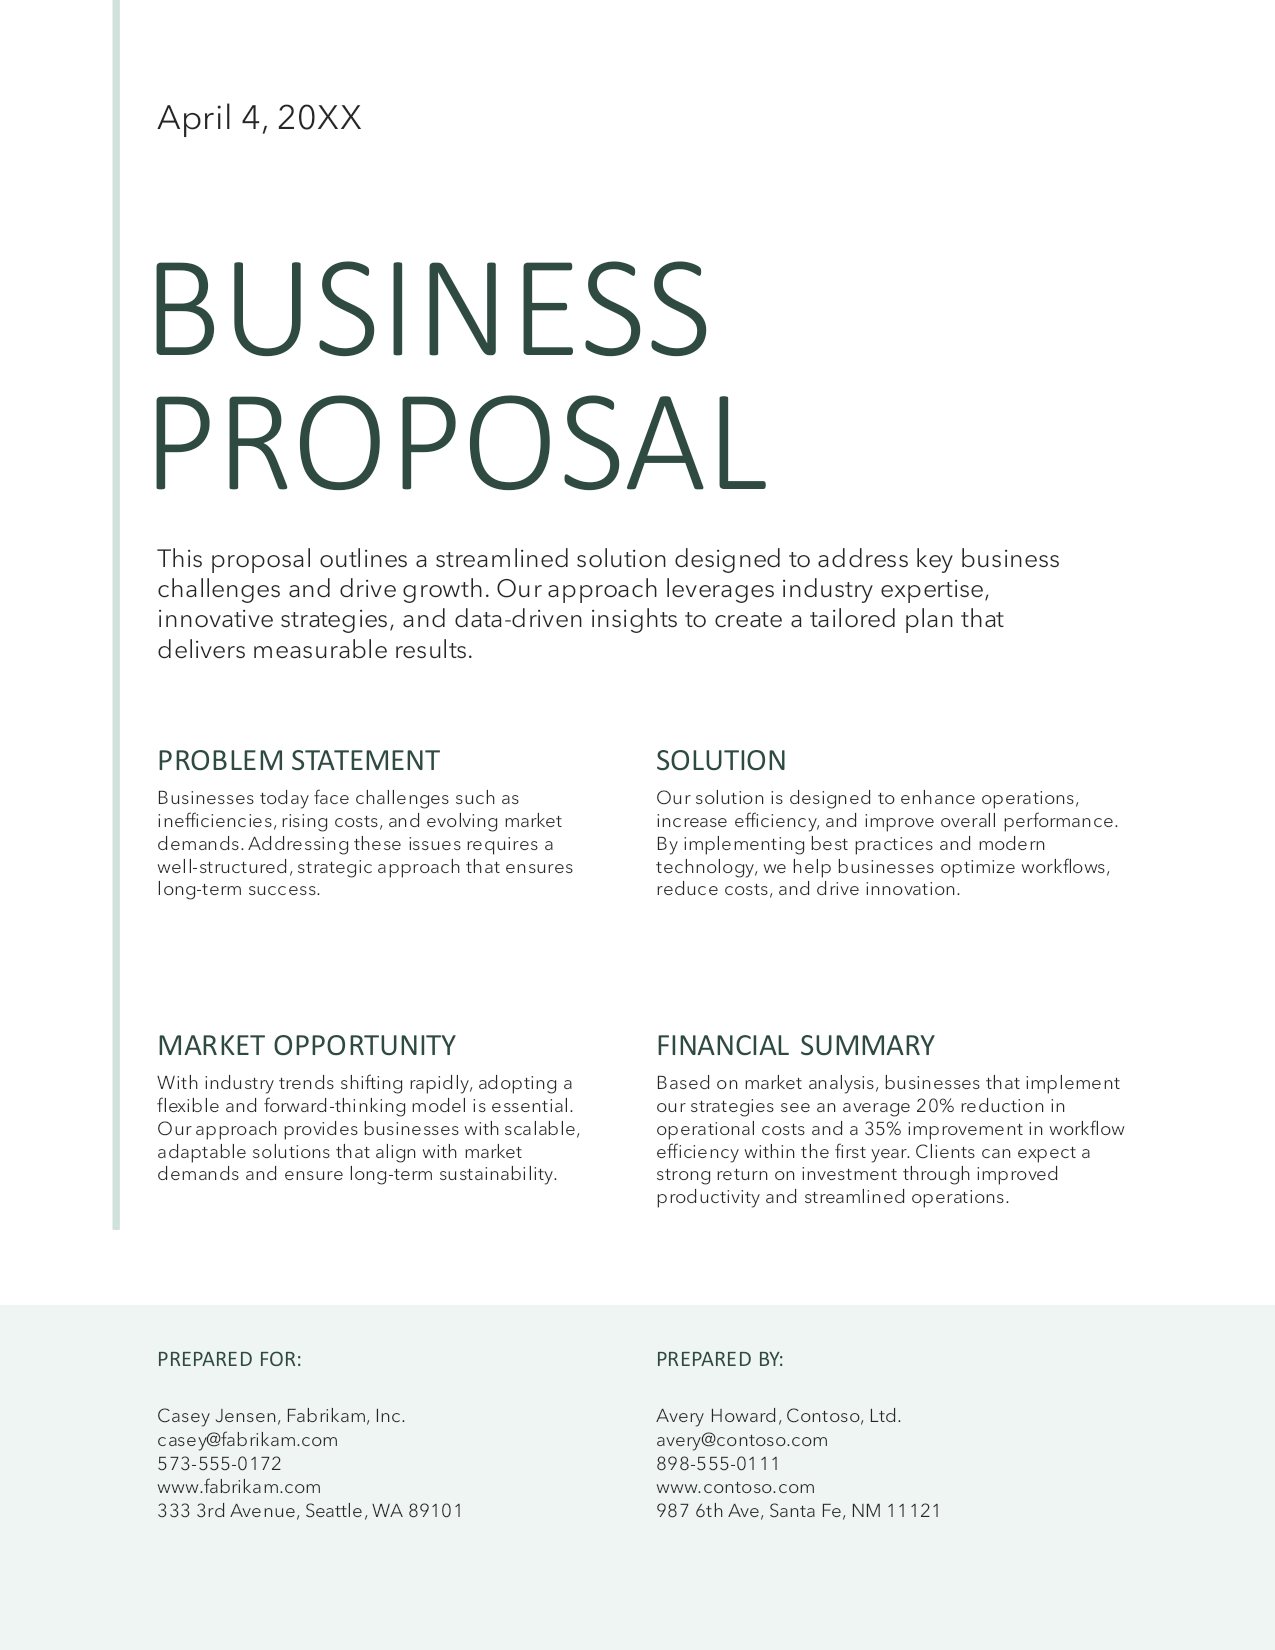 April 4, 20XX
BUSINESS
PROPOSAL
This proposal outlines a streamlined solution designed to address key business
challenges and drive growth. Our approach leverages industry expertise,
innovative strategies, and data-driven insights to create a tailored plan that
delivers measurable results.
PROBLEM STATEMENT
Businesses today face challenges such as
inefficiencies, rising costs, and evolving market
demands. Addressing these issues requires a
well-structured, strategic approach that ensures
long-term success.
SOLUTION
Our solution is designed to enhance operations,
increase efficiency, and improve overall performance.
By implementing best practices and modern
technology, we help businesses optimize workflows,
reduce costs, and drive innovation.
MARKET OPPORTUNITY
With industry trends shifting rapidly, adopting a
flexible and forward-thinking model is essential.
Our approach provides businesses with scalable,
adaptable solutions that align with market
demands and ensure long-term sustainability.
FINANCIAL SUMMARY
Based on market analysis, businesses that implement
our strategies see an average 20% reduction in
operational costs and a 35% improvement in workflow
efficiency within the first year. Clients can expect a
strong return on investment through improved
productivity and streamlined operations.
PREPARED FOR:
Casey Jensen, Fabrikam, Inc.
casey@fabrikam.com
573-555-0172
www.fabrikam.com
333 3rd Avenue, Seattle, WA 89101
PREPARED BY:
Avery Howard, Contoso, Ltd.
avery@contoso.com
898-555-0111
www.contoso.com
987 6th Ave, Santa Fe, NM 11121